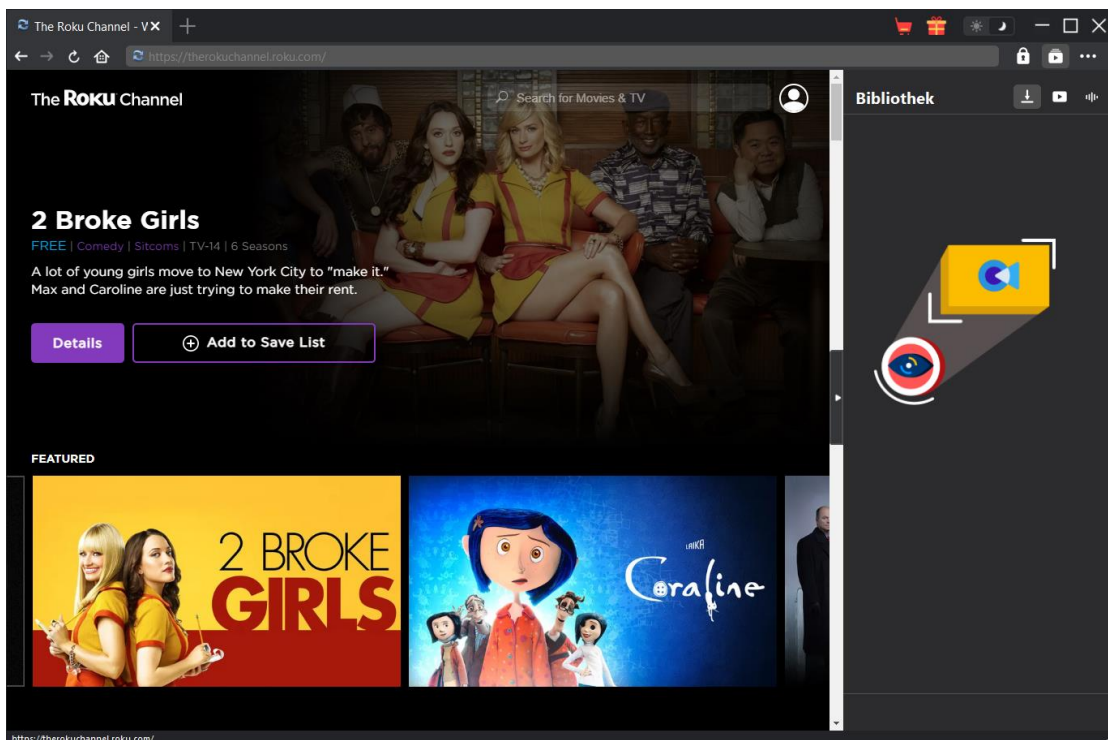 The Roku Channel - V
https://therokuchannel.roku.com/
The ROKU Channel
Search for Movies & TV
Bibliothek
2 Broke Girls
FREE | Comedy | Sitcoms | TV-14 | 6 Seasons
A lot of young girls move to New York City to "make it."
Max and Caroline are just trying to make their rent.
Details
Add to Save List
FEATURED
2 BROKE
GIRLS
LAIKA
Coraline
https://therokuchannel.roku.com/